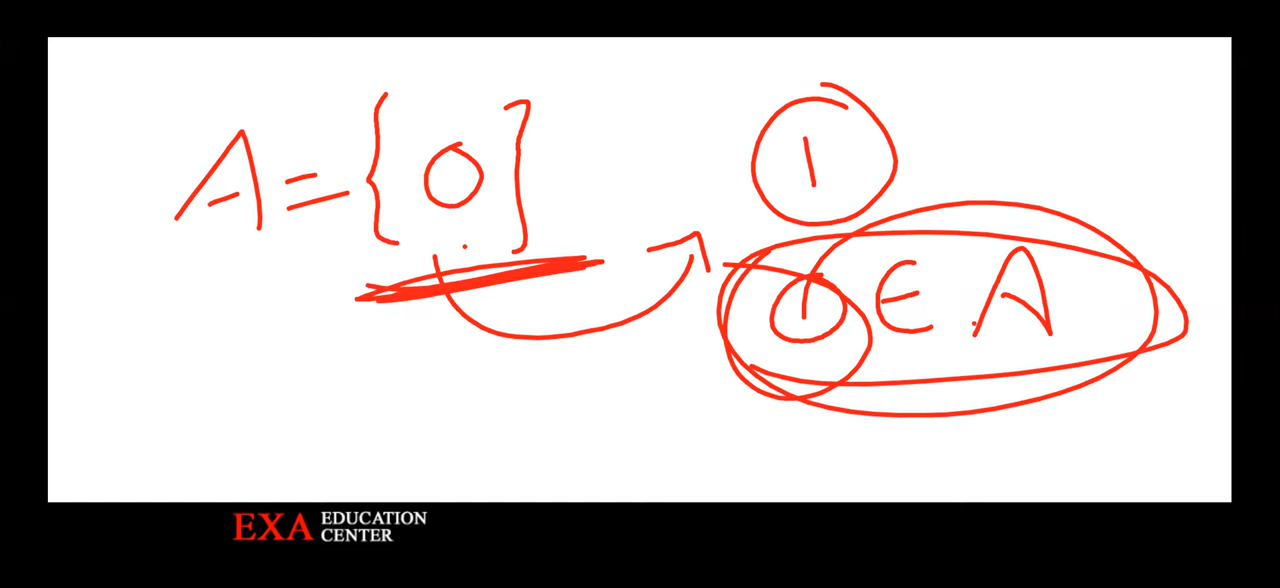 A = { 0 }
1
0 ∈ A
EXA EDUCATION
CENTER